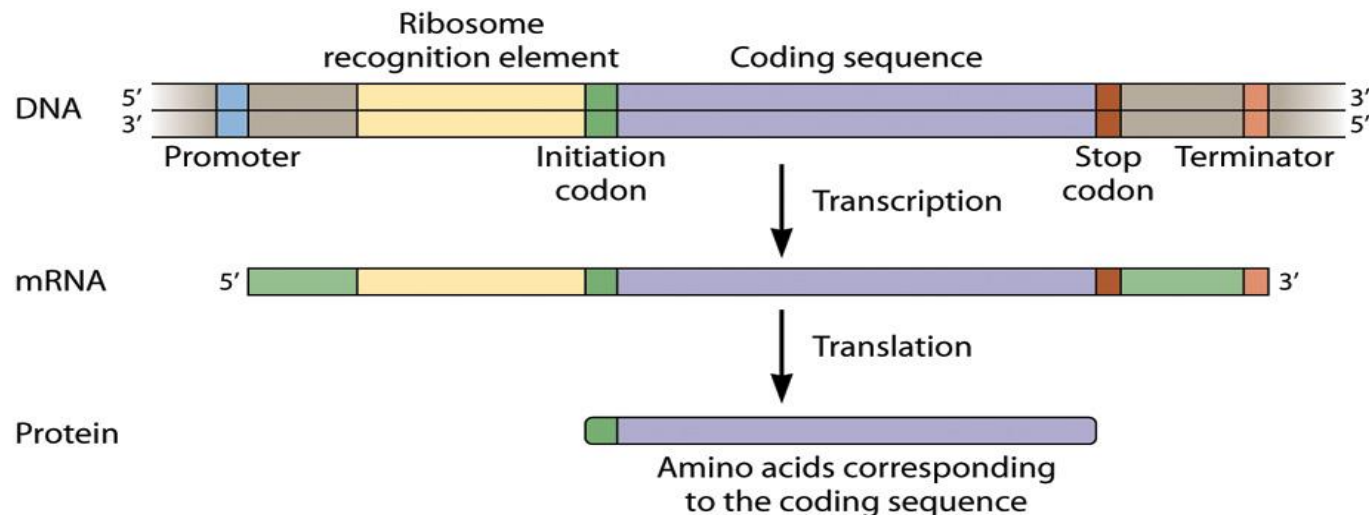 Ribosome
recognition element
Coding sequence
DNA
5′
3′
3′
5′
Promoter
Initiation
codon
Stop
codon
Terminator
Transcription
mRNA
5′
3′
Translation
Protein
Amino acids corresponding
to the coding sequence